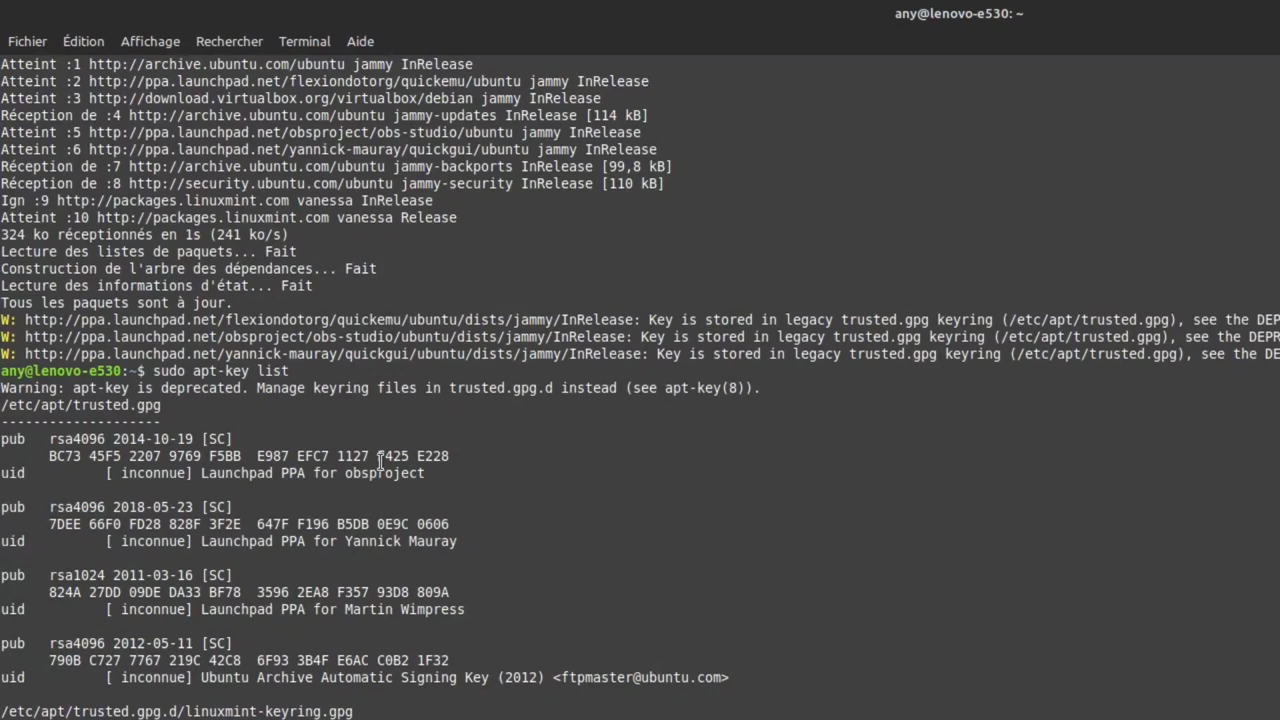 any@lenovo-e530: ~
Fichier Édition Affichage Rechercher Terminal Aide
Atteint :1 http://archive.ubuntu.com/ubuntu jammy InRelease
Atteint :2 http://ppa.launchpad.net/flexiondotorg/quickemu/ubuntu jammy InRelease
Atteint :3 http://download.virtualbox.org/virtualbox/debian jammy InRelease
Réception de :4 http://archive.ubuntu.com/ubuntu jammy-updates InRelease [114 kB]
Atteint :5 http://ppa.launchpad.net/obsproject/obs-studio/ubuntu jammy InRelease
Atteint :6 http://ppa.launchpad.net/yannick-mauray/quickgui/ubuntu jammy InRelease
Réception de :7 http://archive.ubuntu.com/ubuntu jammy-backports InRelease [99,8 kB]
Réception de :8 http://security.ubuntu.com/ubuntu jammy-security InRelease [110 kB]
Ign :9 http://packages.linuxmint.com vanessa InRelease
Atteint :10 http://packages.linuxmint.com vanessa Release
324 ko réceptionnés en 1s (241 ko/s)
Lecture des listes de paquets... Fait
Construction de l'arbre des dépendances... Fait
Lecture des informations d'état... Fait
Tous les paquets sont à jour.
W: http://ppa.launchpad.net/flexiondotorg/quickemu/ubuntu/dists/jammy/InRelease: Key is stored in legacy trusted.gpg keyring (/etc/apt/trusted.gpg), see the DEP
W: http://ppa.launchpad.net/obsproject/obs-studio/ubuntu/dists/jammy/InRelease: Key is stored in legacy trusted.gpg keyring (/etc/apt/trusted.gpg), see the DEPR
W: http://ppa.launchpad.net/yannick-mauray/quickgui/ubuntu/dists/jammy/InRelease: Key is stored in legacy trusted.gpg keyring (/etc/apt/trusted.gpg), see the DE
any@lenovo-e530:~$ sudo apt-key list
Warning: apt-key is deprecated. Manage keyring files in trusted.gpg.d instead (see apt-key(8)).
/etc/apt/trusted.gpg
--------------------
pub   rsa4096 2014-10-19 [SC]
BC73 45F5 2207 9769 F5BB  E987 EFC7 1127 425 E228
uid          [ inconnue] Launchpad PPA for obsproject
pub   rsa4096 2018-05-23 [SC]
7DEE 66F0 FD28 828F 3F2E  647F F196 B5DB 0E9C 0606
uid          [ inconnue] Launchpad PPA for Yannick Mauray
pub   rsa1024 2011-03-16 [SC]
824A 27DD 09DE DA33 BF78  3596 2EA8 F357 93D8 809A
uid          [ inconnue] Launchpad PPA for Martin Wimpress
pub   rsa4096 2012-05-11 [SC]
790B C727 7767 219C 42C8  6F93 3B4F E6AC C0B2 1F32
uid          [ inconnue] Ubuntu Archive Automatic Signing Key (2012) <ftpmaster@ubuntu.com>
/etc/apt/trusted.gpg.d/linuxmint-keyring.gpg